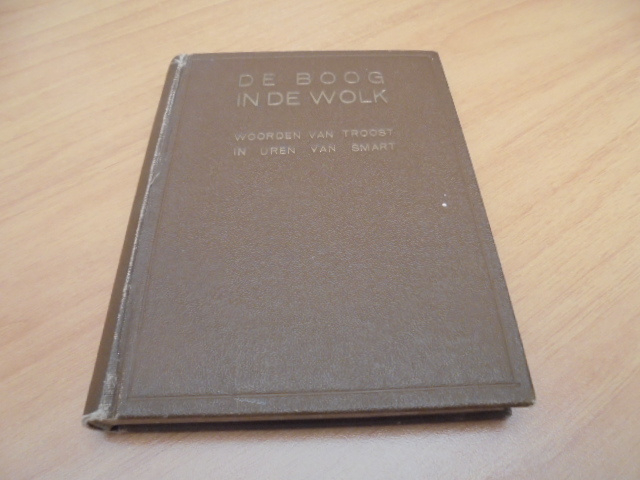 DE BOOG
IN DE WOLK
WOORDEN VAN TROOST
IN UREN VAN SMART